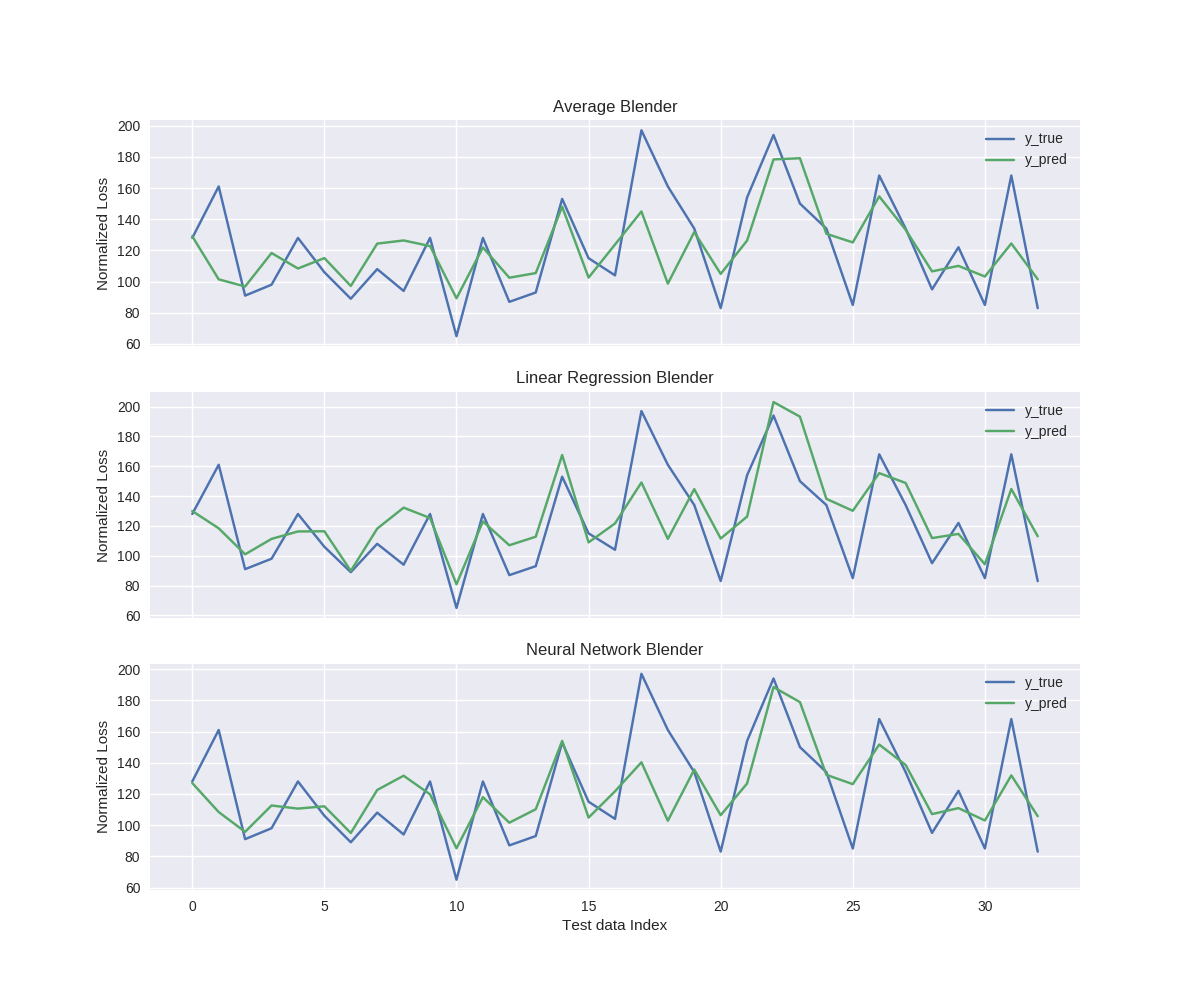 Average Blender
200
180
160
140
120
100
80
60
Normalized Loss
y_true
y_pred
Linear Regression Blender
200
180
160
140
120
100
80
60
Normalized Loss
y_true
y_pred
Neural Network Blender
200
180
160
140
120
100
80
60
Normalized Loss
y_true
y_pred
0 5 10 15 20 25 30
Test data Index